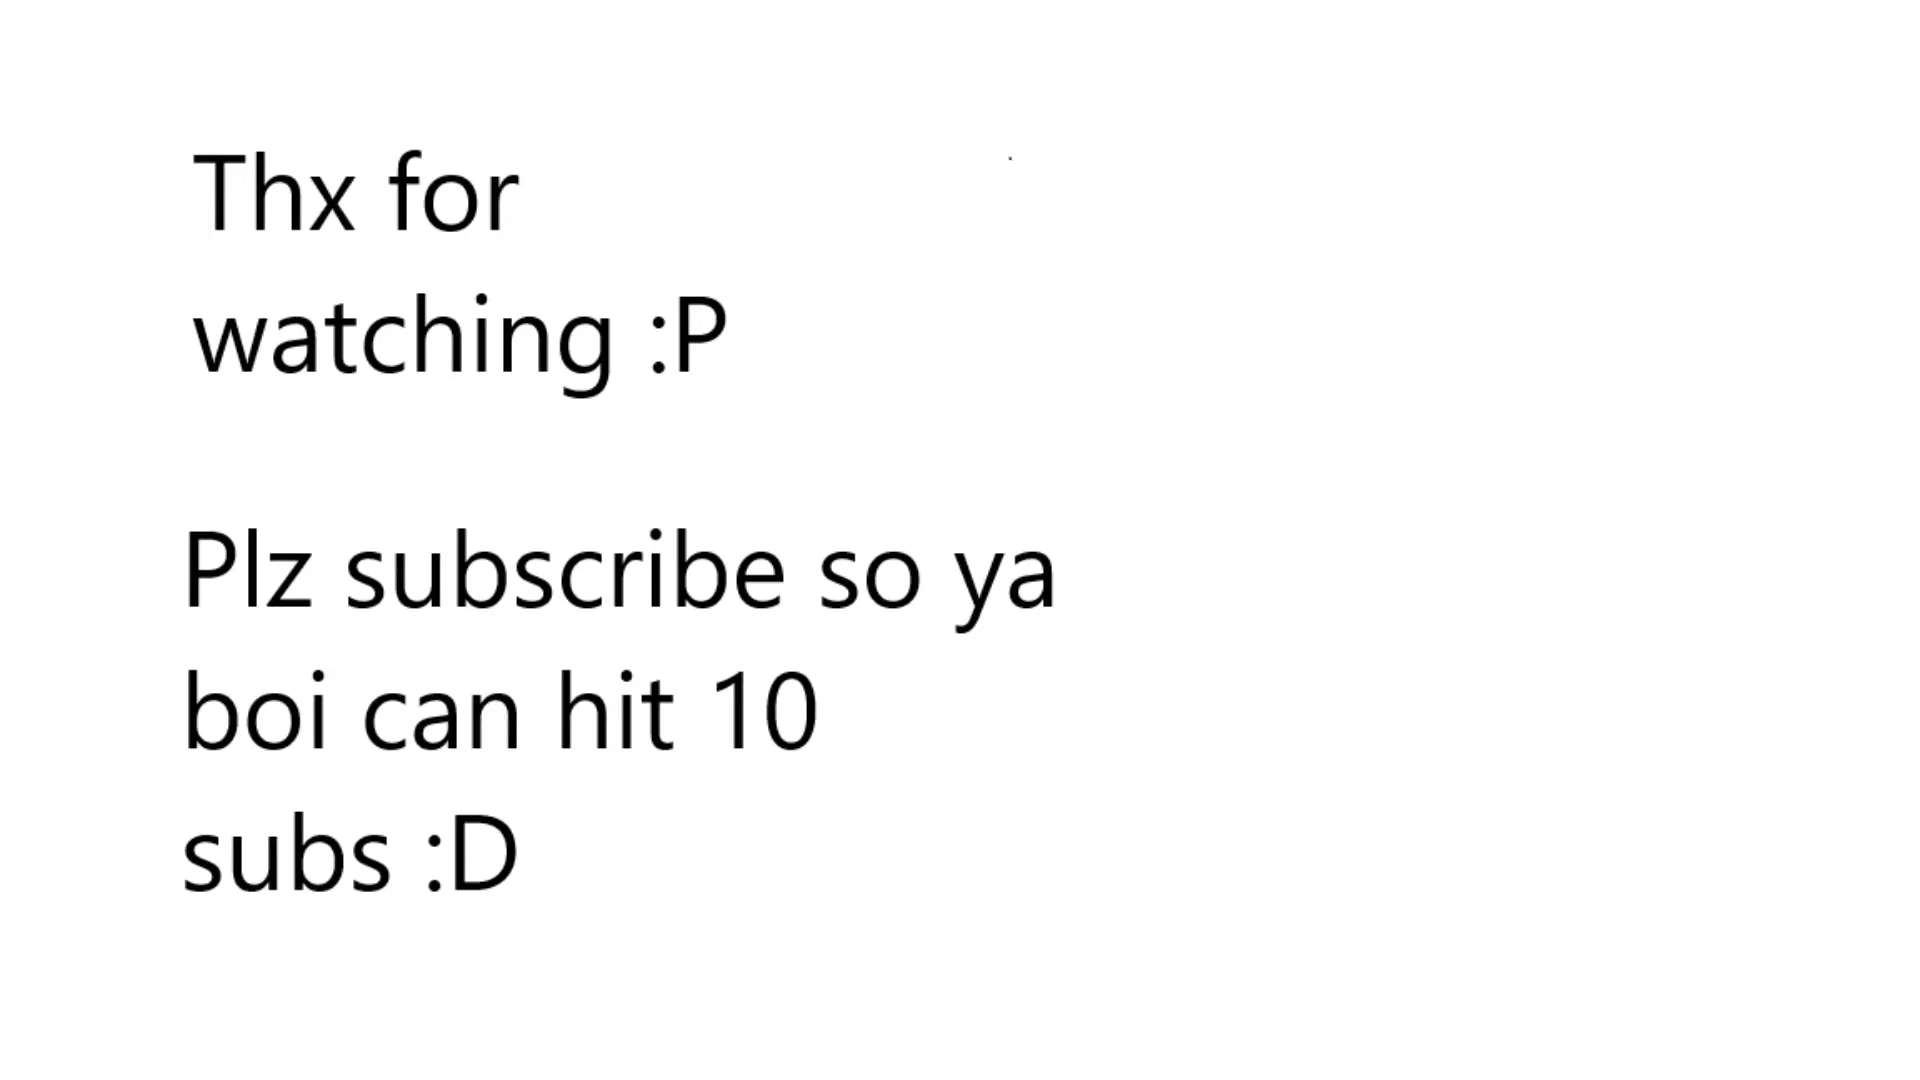 Thx for
watching :P
Plz subscribe so ya
boi can hit 10
subs :D